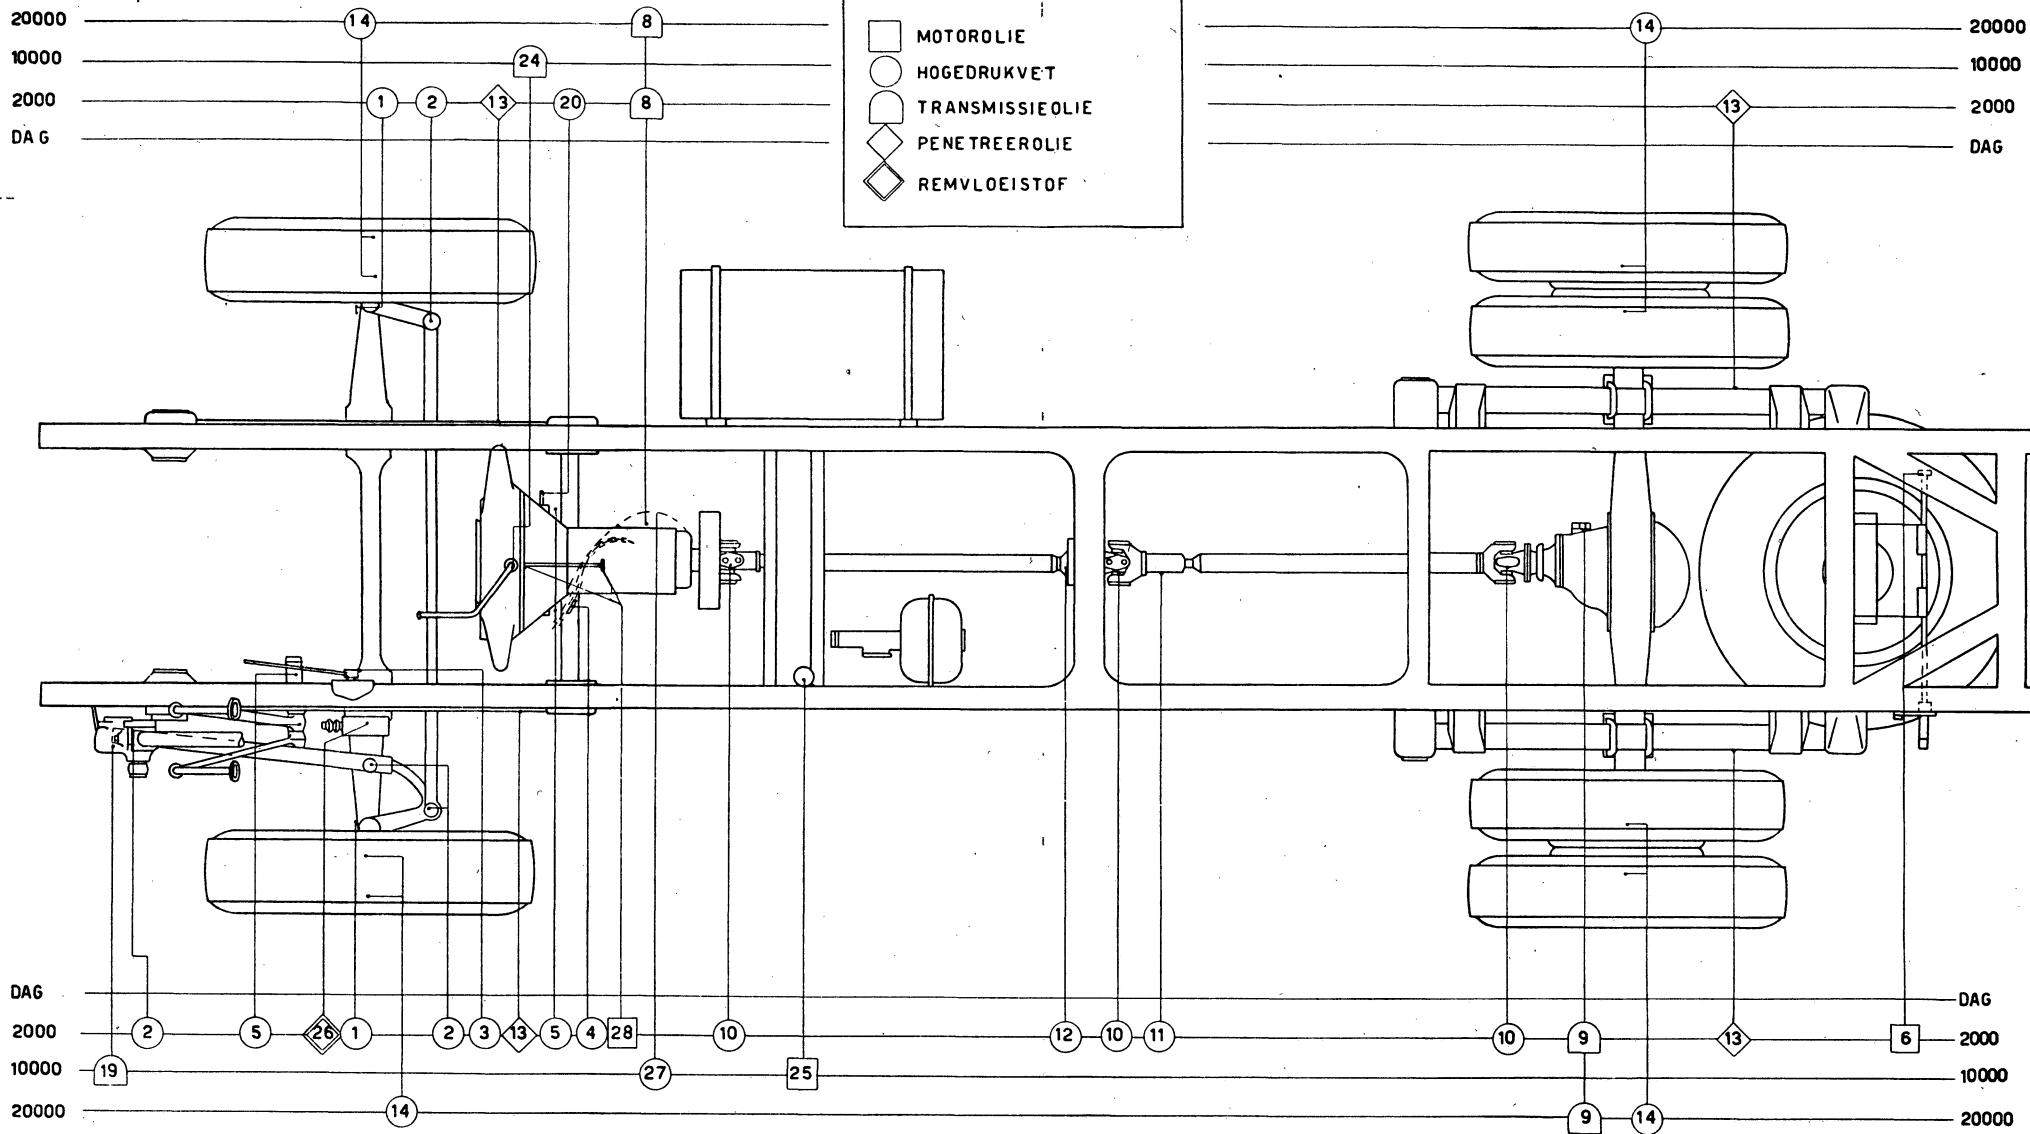 20000 14 8 14 20000
10000 24 10000
2000 1 2 13 20 8 13 2000
DAG DAG
MOTOROLIE
HOGEDRUKVET
TRANSMISSIEOLIE
PENETREEROLIE
REMVLOEISTOF
DAG DAG
2000 2 5 26 1 2 3 13 5 4 28 10 12 10 11 10 9 13 6 2000
10000 19 27 25 10000
20000 14 9 14 20000